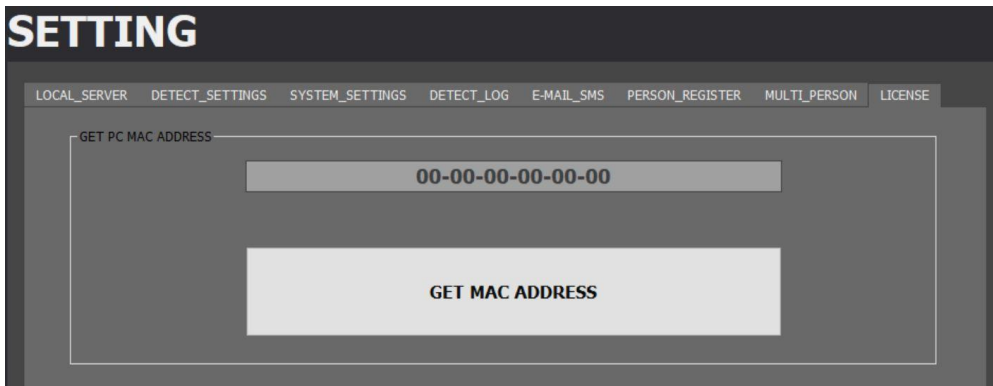 SETTING
LOCAL_SERVER DETECT_SETTINGS SYSTEM_SETTINGS DETECT_LOG E-MAIL_SMS PERSON_REGISTER MULTI_PERSON LICENSE
GET PC MAC ADDRESS
00-00-00-00-00-00
GET MAC ADDRESS